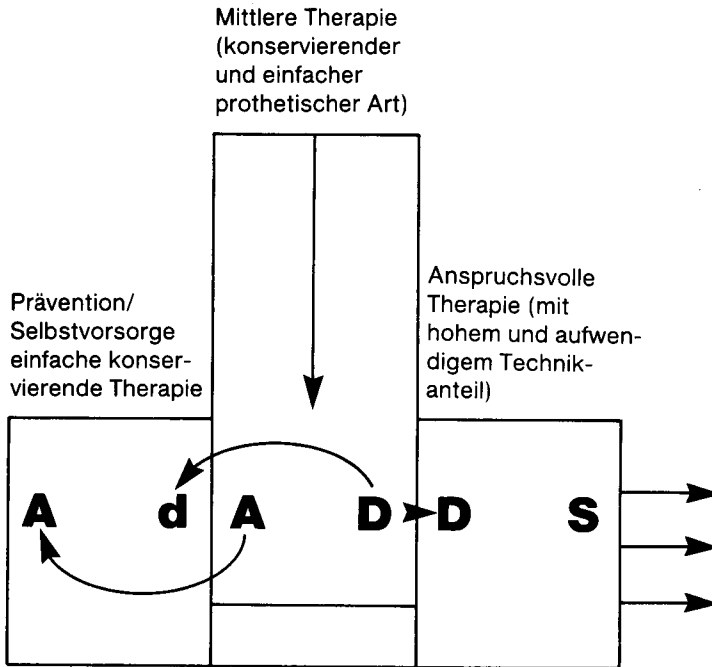 Mittlere Therapie
(konservierender
und einfacher
prothetischer Art)
Prävention/
Selbstvorsorge
einfache konser-
vierende Therapie
Anspruchsvolle
Therapie (mit
hohem und aufwen-
digem Technik-
anteil)
A d A D D S